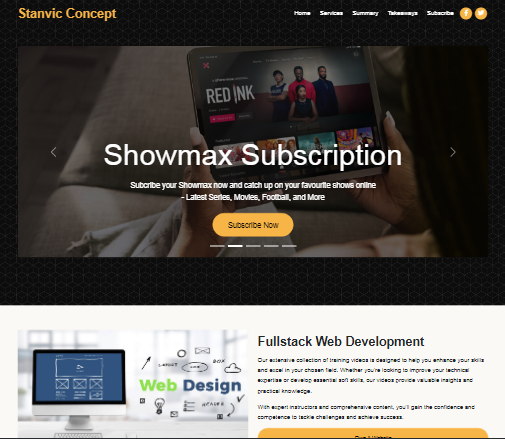 Stanvic Concept
Home Services Summary Takeaways Subscribe
RED INK
Showmax Subscription
Subcribe your Showmax now and catch up on your favourite shows online
- Latest Series, Movies, Football, and More
Subscribe Now
Web Design
LAYOUT
BOX
HEADER
Fullstack Web Development
Our extensive collection of training videos is designed to help you enhance your skills
and excel in your chosen field. Whether you're looking to improve your technical
expertise or develop essential soft skills, our videos provide valuable insights and
practical knowledge.
With expert instructors and comprehensive content, you'll gain the confidence and
competence to tackle challenges and achieve success.